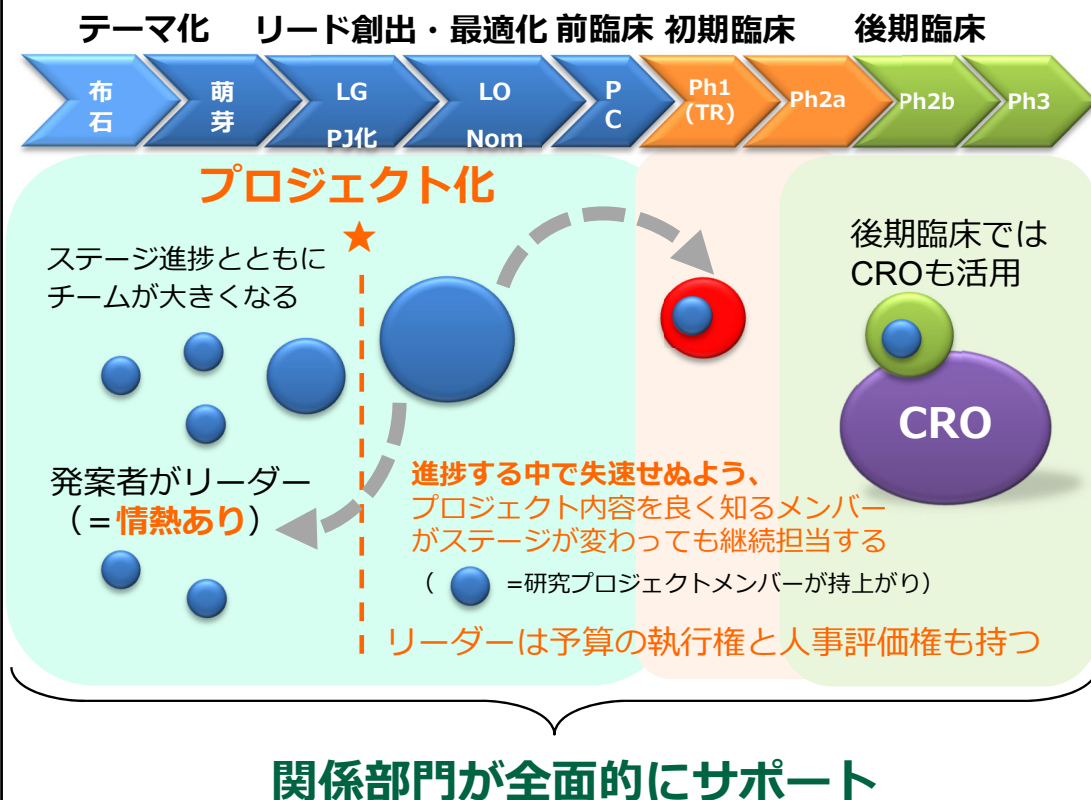 テーマ化 リード創出・最適化 前臨床 初期臨床 後期臨床
布石
萌芽
LG
PJ化
LO
Nom
PC
Ph1
(TR)
Ph2a
Ph2b
Ph3
プロジェクト化
ステージ進捗とともに
チームが大きくなる
後期臨床では
CROも活用
CRO
発案者がリーダー
（＝情熱あり）
進捗する中で失速せぬよう、
プロジェクト内容を良く知るメンバー
がステージが変わっても継続担当する
（ ＝研究プロジェクトメンバーが持上がり）
リーダーは予算の執行権と人事評価権も持つ
関係部門が全面的にサポート